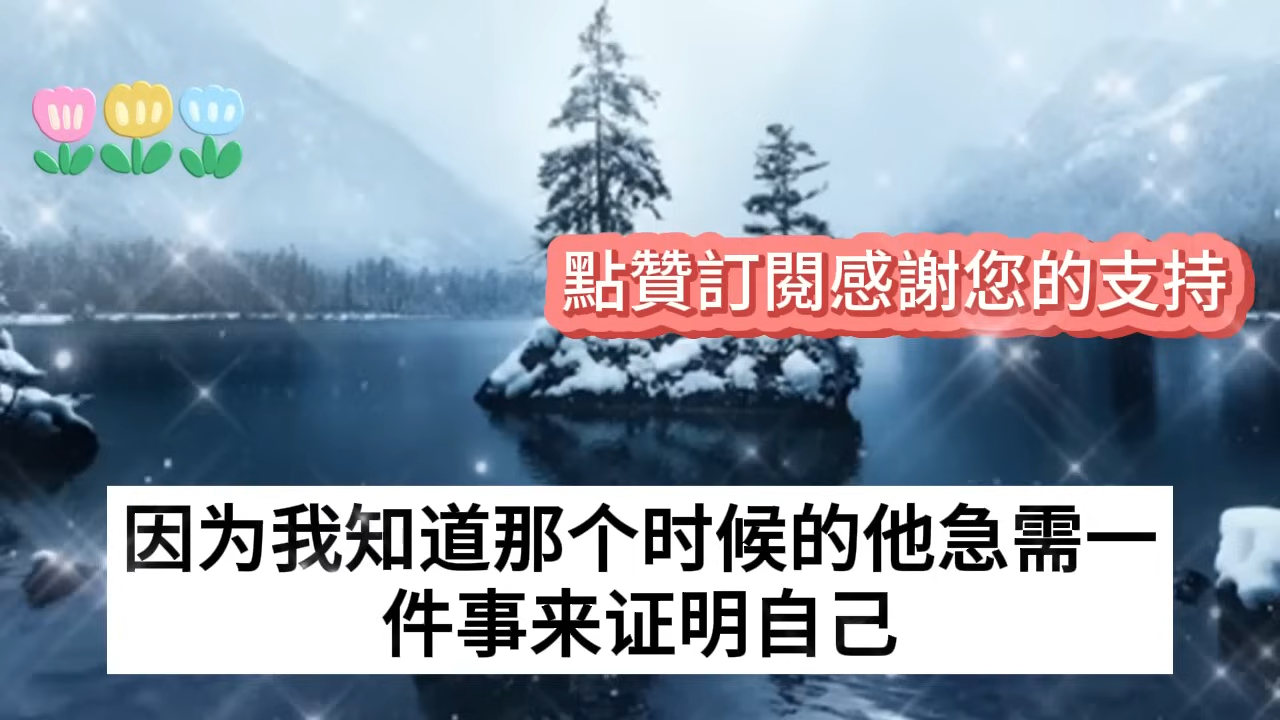 點贊訂閱感謝您的支持
因为我知道那个时候的他急需一
件事来证明自己